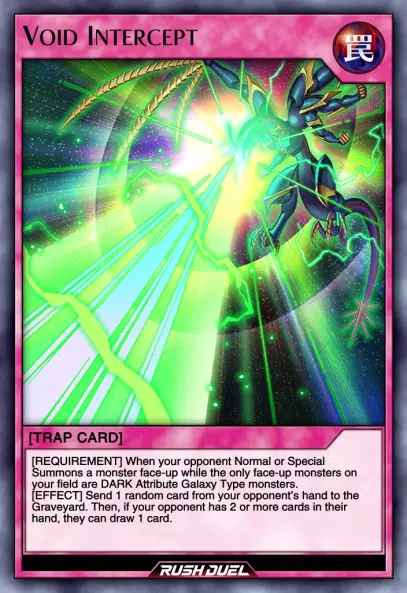 VOID INTERCEPT
罠
[TRAP CARD]
[REQUIREMENT] When your opponent Normal or Special
Summons a monster face-up while the only face-up monsters on
your field are DARK Attribute Galaxy Type monsters.
[EFFECT] Send 1 random card from your opponent's hand to the
Graveyard. Then, if your opponent has 2 or more cards in their
hand, they can draw 1 card.
RUSH DUEL